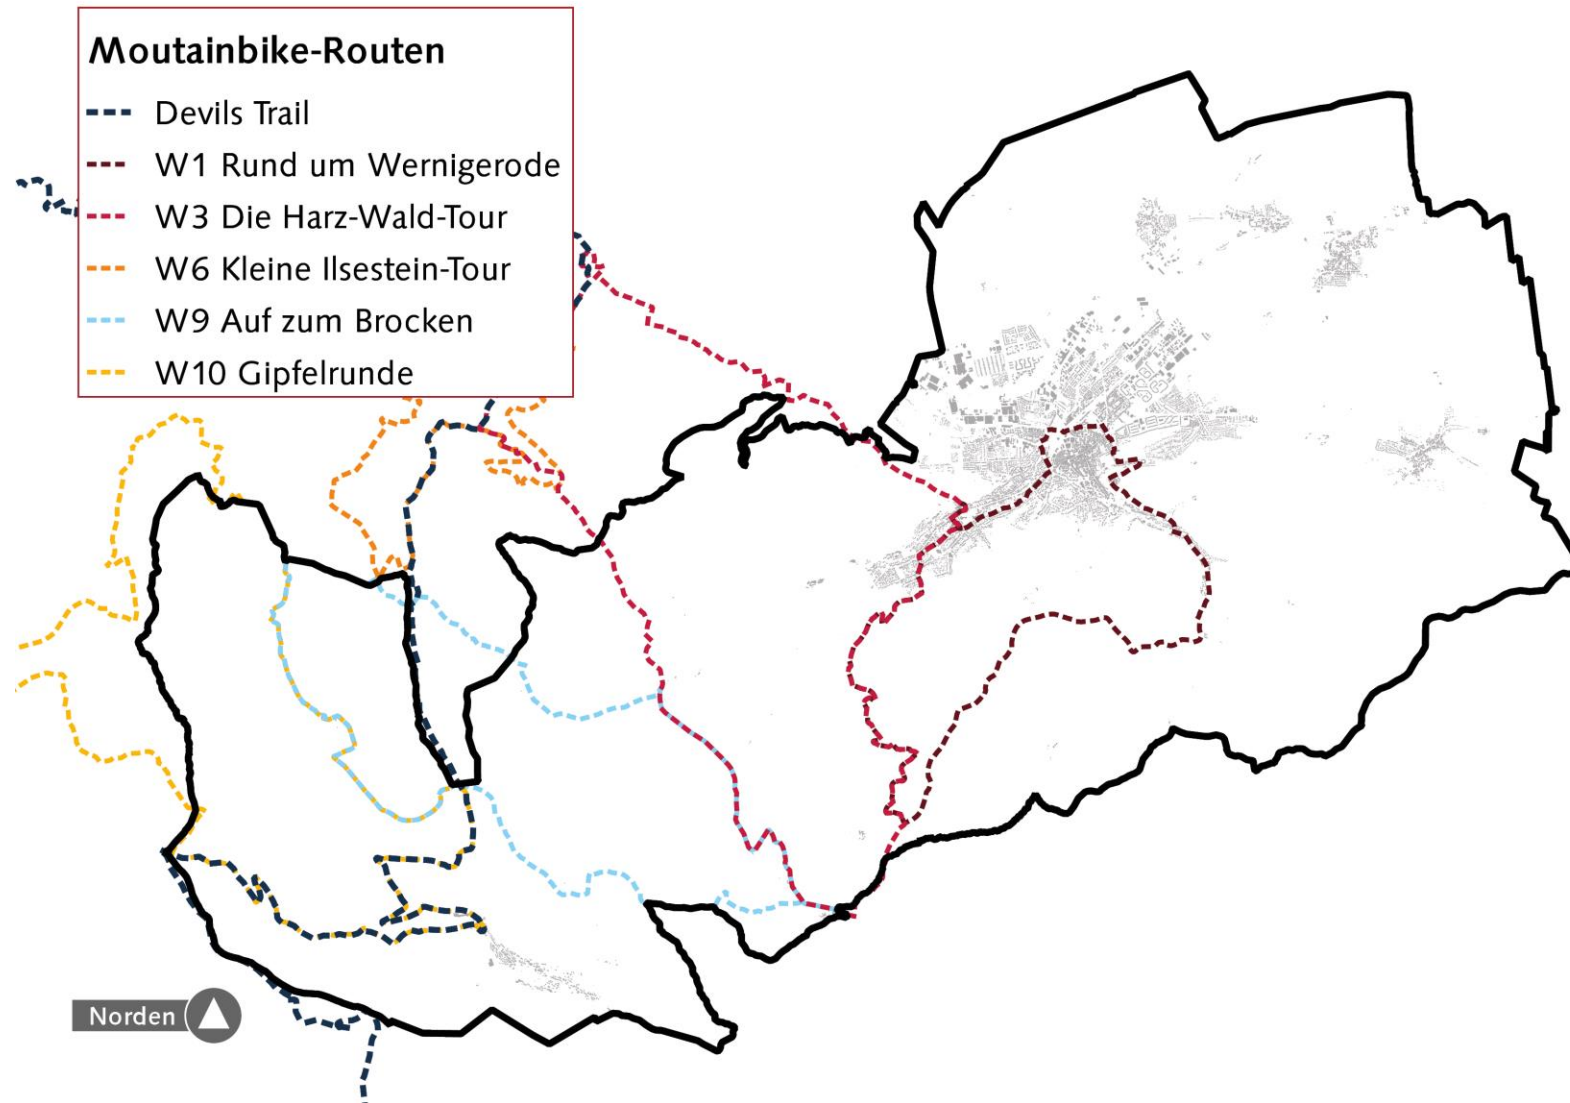 Moutainbike-Routen
Devils Trail
W1 Rund um Wernigerode
W3 Die Harz-Wald-Tour
W6 Kleine Ilsestein-Tour
W9 Auf zum Brocken
W10 Gipfelrunde
Norden